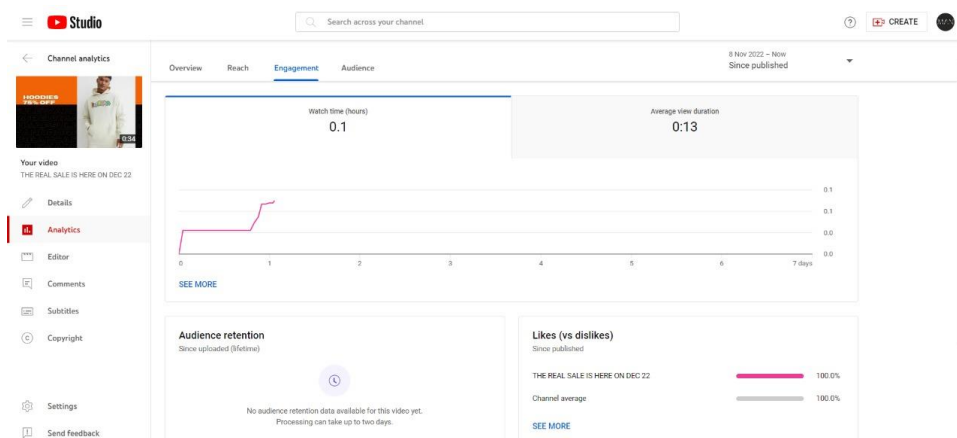 Studio
Search across your channel
CREATE
Channel analytics
HOODIES
75% OFF
0:34
Your video
THE REAL SALE IS HERE ON DEC 22
Details
Analytics
Editor
Comments
Subtitles
Copyright
Settings
Send feedback
Overview
Reach
Engagement
Audience
8 Nov 2022 – Now
Since published
Watch time (hours)
0.1
Average view duration
0:13
0.1
0.1
0.0
0.0
0 1 2 3 4 5 6 7 days
SEE MORE
Audience retention
Since uploaded (lifetime)
No audience retention data available for this video yet.
Processing can take up to two days.
Likes (vs dislikes)
Since published
THE REAL SALE IS HERE ON DEC 22 100.0%
Channel average 100.0%
SEE MORE